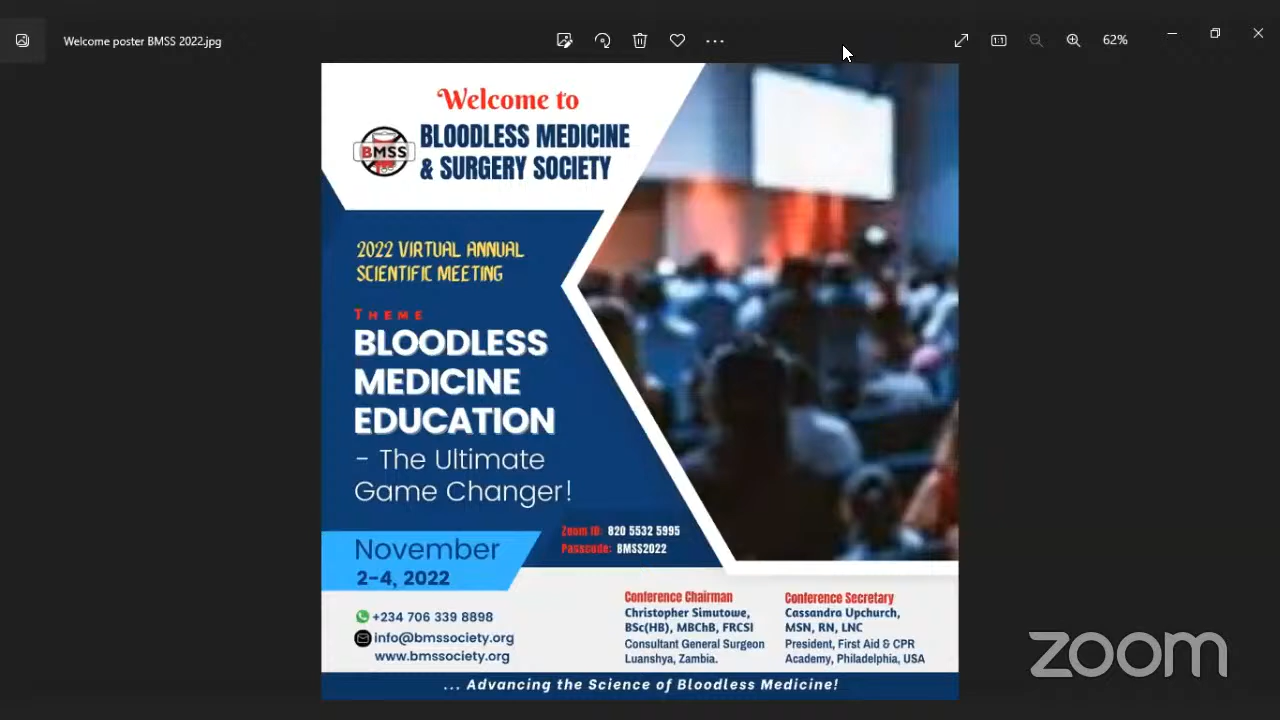 Welcome poster BMSS 2022.jpg
62%
Welcome to
BMSS
BLOODLESS MEDICINE
& SURGERY SOCIETY
2022 VIRTUAL ANNUAL
SCIENTIFIC MEETING
THEME
BLOODLESS
MEDICINE
EDUCATION
- The Ultimate
Game Changer!
Zoom ID: 820 5532 5995
Passcode: BMSS2022
November
2-4, 2022
+234 706 339 8898
info@bmssociety.org
www.bmssociety.org
Conference Chairman
Christopher Simutowe,
BSc(HB), MBChB, FRCSI
Consultant General Surgeon
Luanshya, Zambia.
Conference Secretary
Cassandra Upchurch,
MSN, RN, LNC
President, First Aid & CPR
Academy, Philadelphia, USA
... Advancing the Science of Bloodless Medicine!
zoom